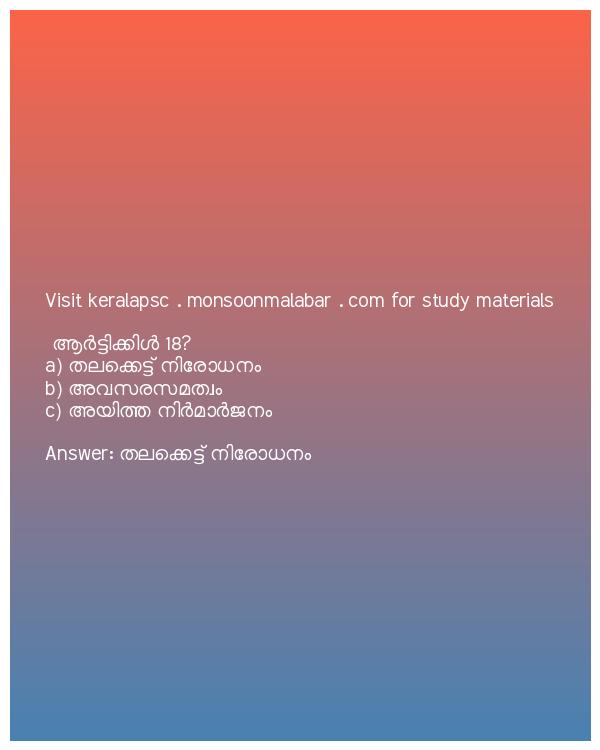 Visit keralapsc . monsoonmalabar . com for study materials
ആർട്ടിക്കിൾ 18?
a) തലക്കെട്ട് നിരോധനം
b) അവസരസമത്വം
c) അയിത്ത നിർമാർജനം
Answer: തലക്കെട്ട് നിരോധനം